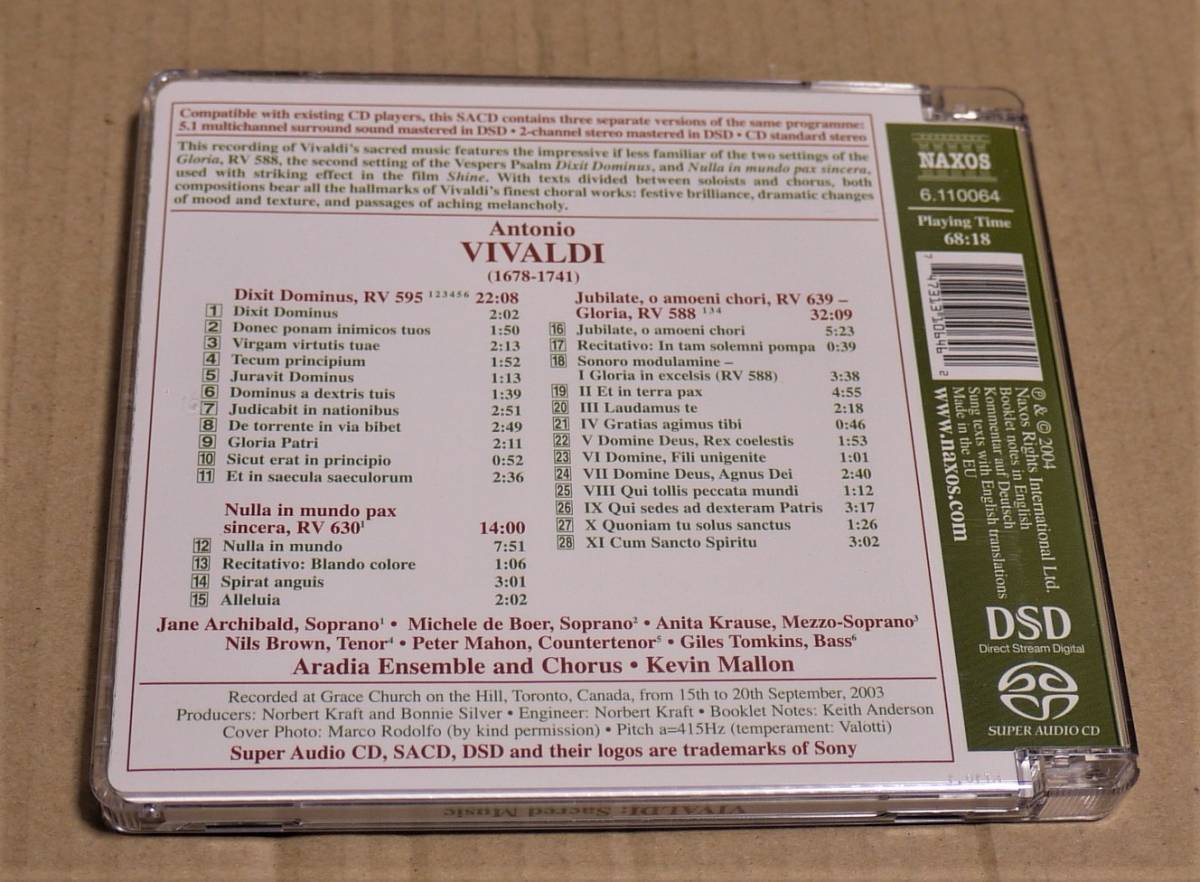 Compatible with existing CD players, this SACD contains three separate versions of the same programme:
5.1 multichannel surround sound mastered in DSD • 2-channel stereo mastered in DSD • CD standard stereo
This recording of Vivaldi's sacred music features the impressive if less familiar of the two settings of the
Gloria, RV 588, the second setting of the Vespers Psalm Dixit Dominus, and Nulla in mundo pax sincera,
used with striking effect in the film Shine. With texts divided between soloists and chorus, both
compositions bear all the hallmarks of Vivaldi's finest choral works: festive brilliance, dramatic changes
of mood and texture, and passages of aching melancholy.
Antonio
VIVALDI
(1678-1741)
Dixit Dominus, RV 595 ¹ ² ³ ⁴ ⁵ ⁶ 22:08
1 Dixit Dominus 2:02
2 Donec ponam inimicos tuos 1:50
3 Virgam virtutis tuae 2:13
4 Tecum principium 1:52
5 Juravit Dominus 1:13
6 Dominus a dextris tuis 1:39
7 Judicabit in nationibus 2:51
8 De torrente in via bibet 2:49
9 Gloria Patri 2:11
10 Sicut erat in principio 0:52
11 Et in saecula saeculorum 2:36
Nulla in mundo pax
sincera, RV 630¹ 14:00
12 Nulla in mundo 7:51
13 Recitativo: Blando colore 1:06
14 Spirat anguis 3:01
15 Alleluia 2:02
Jubilate, o amoeni chori, RV 639 –
Gloria, RV 588 ¹ ³ ⁴ 32:09
16 Jubilate, o amoeni chori 5:23
17 Recitativo: In tam solemni pompa 0:39
18 Sonoro modulamine –
I Gloria in excelsis (RV 588) 3:38
19 II Et in terra pax 4:55
20 III Laudamus te 2:18
21 IV Gratias agimus tibi 0:46
22 V Domine Deus, Rex coelestis 1:53
23 VI Domine, Fili unigenite 1:01
24 VII Domine Deus, Agnus Dei 2:40
25 VIII Qui tollis peccata mundi 1:12
26 IX Qui sedes ad dexteram Patris 3:17
27 X Quoniam tu solus sanctus 1:26
28 XI Cum Sancto Spiritu 3:02
Jane Archibald, Soprano¹ • Michele de Boer, Soprano² • Anita Krause, Mezzo-Soprano³
Nils Brown, Tenor⁴ • Peter Mahon, Countertenor⁵ • Giles Tomkins, Bass⁶
Aradia Ensemble and Chorus • Kevin Mallon
Recorded at Grace Church on the Hill, Toronto, Canada, from 15th to 20th September, 2003
Producers: Norbert Kraft and Bonnie Silver • Engineer: Norbert Kraft • Booklet Notes: Keith Anderson
Cover Photo: Marco Rodolfo (by kind permission) • Pitch a=415Hz (temperament: Valotti)
Super Audio CD, SACD, DSD and their logos are trademarks of Sony
NAXOS
6.110064
Playing Time
68:18
7 47313 10646 2
℗ & © 2004
Naxos Rights International Ltd.
Booklet notes in English
Kommentar auf Deutsch
Sung texts with English translations
Made in the EU
www.naxos.com
DSD
Direct Stream Digital
SUPER AUDIO CD
VIVALDI: Sacred Music